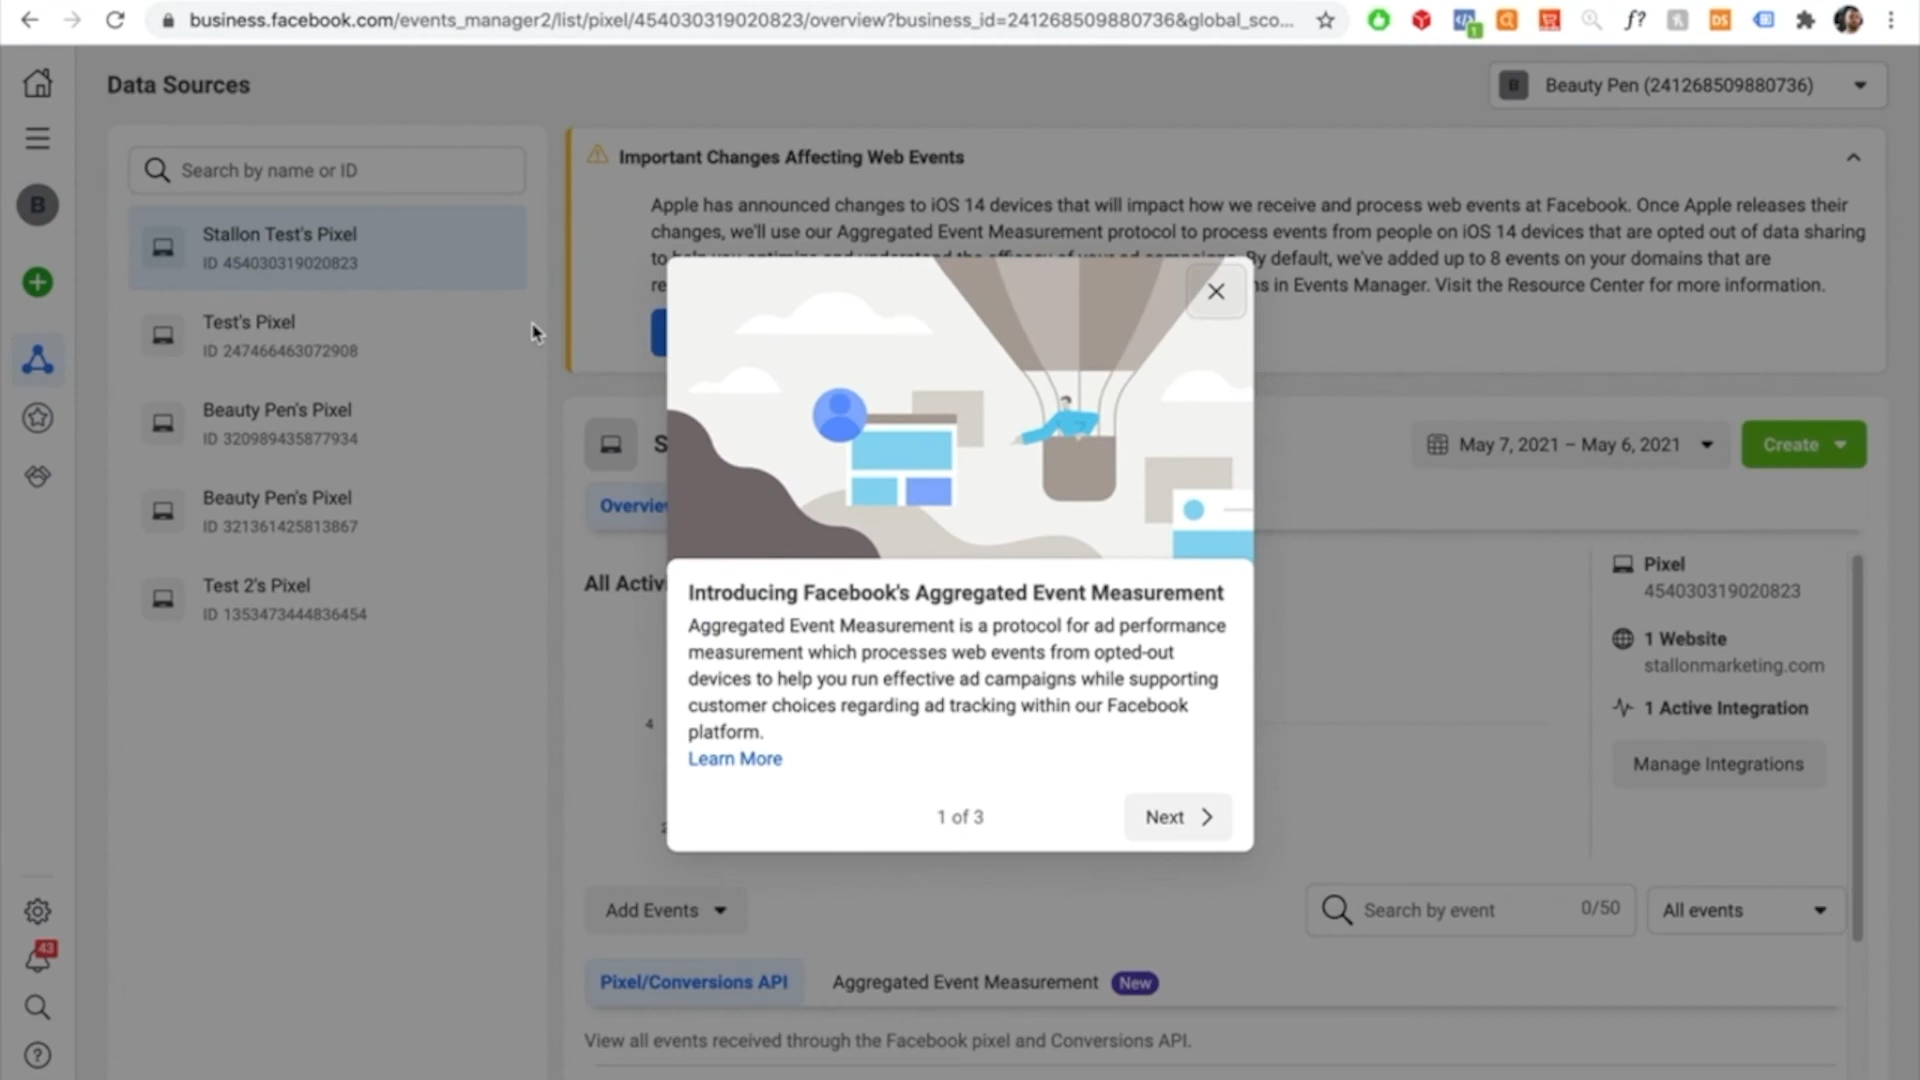 business.facebook.com/events_manager2/list/pixel/454030319020823/overview?business_id=241268509880736&global_sco...
1
f?
DS
Data Sources
B
Beauty Pen (241268509880736)
Search by name or ID
B
Stallon Test's Pixel
ID 454030319020823
Test's Pixel
ID 247466463072908
Beauty Pen's Pixel
ID 320989435877934
Beauty Pen's Pixel
ID 321361425813867
Test 2's Pixel
ID 1353473444836454
43
Important Changes Affecting Web Events
Apple has announced changes to iOS 14 devices that will impact how we receive and process web events at Facebook. Once Apple releases their
changes, we'll use our Aggregated Event Measurement protocol to process events from people on iOS 14 devices that are opted out of data sharing
By default, we've added up to 8 events on your domains that are
ns in Events Manager. Visit the Resource Center for more information.
S
May 7, 2021 – May 6, 2021
Create
Overvie
All Activi
4
2
Introducing Facebook's Aggregated Event Measurement
Aggregated Event Measurement is a protocol for ad performance
measurement which processes web events from opted-out
devices to help you run effective ad campaigns while supporting
customer choices regarding ad tracking within our Facebook
platform.
Learn More
1 of 3
Next
Pixel
454030319020823
1 Website
stallonmarketing.com
1 Active Integration
Manage Integrations
Add Events
Search by event
0/50
All events
Pixel/Conversions API
Aggregated Event Measurement
New
View all events received through the Facebook pixel and Conversions API.